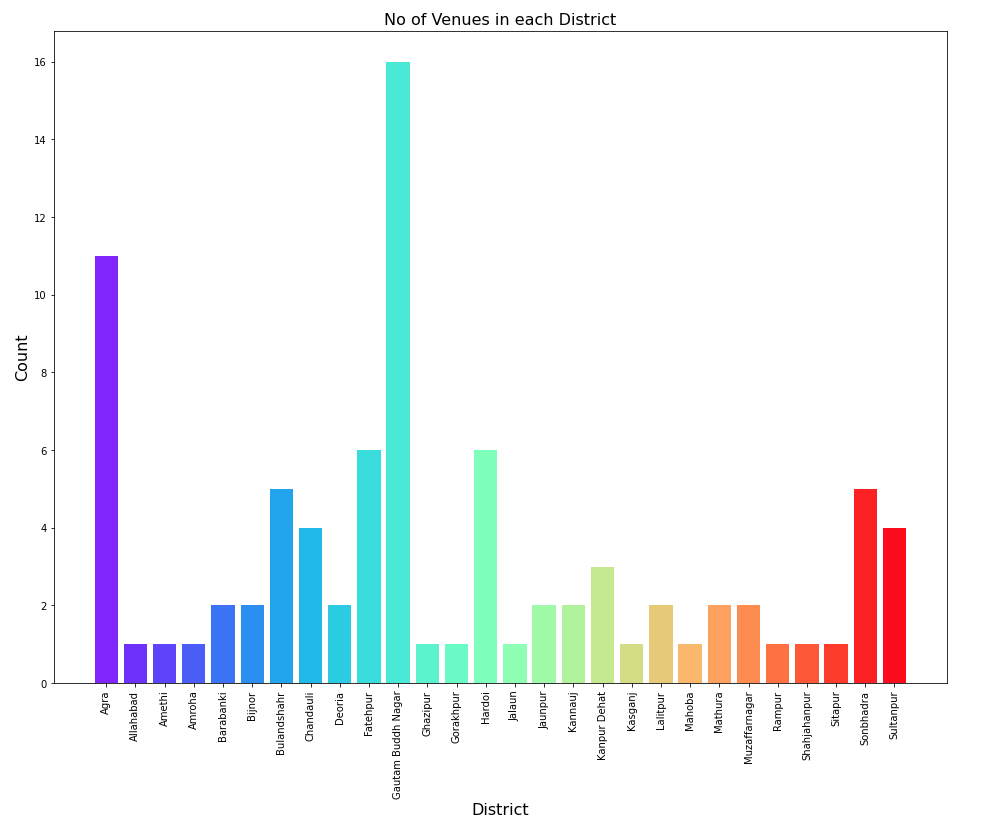 No of Venues in each District
16
14
12
10
8
6
4
2
0
Count
Agra
Allahabad
Amethi
Amroha
Barabanki
Bijnor
Bulandshahr
Chandauli
Deoria
Fatehpur
Gautam Buddh Nagar
Ghazipur
Gorakhpur
Hardoi
Jalaun
Jaunpur
Kannauj
Kanpur Dehat
Kasganj
Lalitpur
Mahoba
Mathura
Muzaffarnagar
Rampur
Shahjahanpur
Sitapur
Sonbhadra
Sultanpur
District